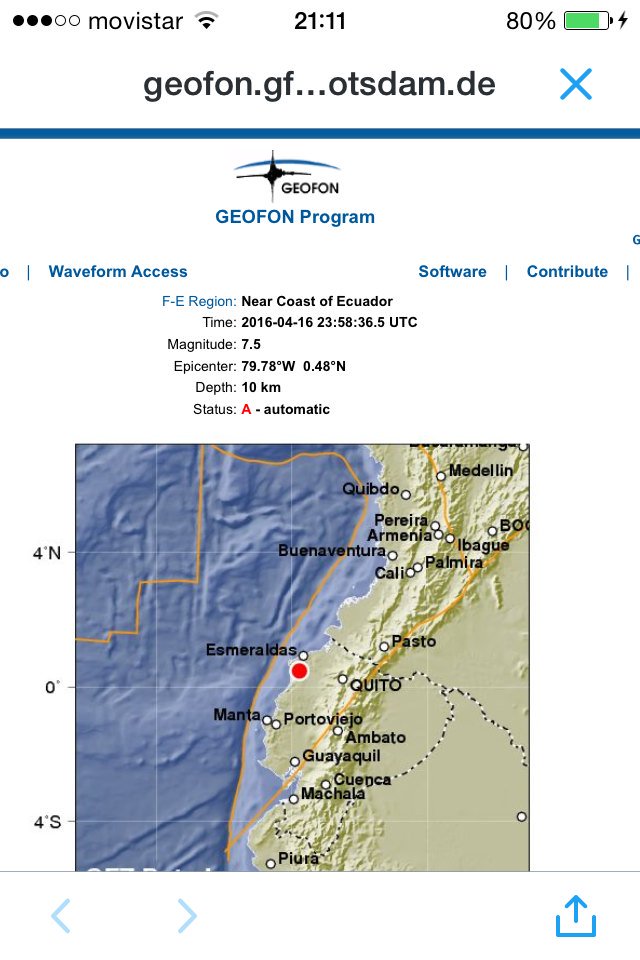 movistar 21:11 80%
geofon.gf...otsdam.de
GEOFON
GEOFON Program
G
o | Waveform Access Software | Contribute |
F-E Region: Near Coast of Ecuador
Time: 2016-04-16 23:58:36.5 UTC
Magnitude: 7.5
Epicenter: 79.78°W 0.48°N
Depth: 10 km
Status: A - automatic
Bucaramanga
Medellin
Quibdo
Pereira
Armenia
BOG
Ibague
4°N
Buenaventura
Palmira
Cali
Pasto
Esmeraldas
0°
QUITO
Manta
Portoviejo
Ambato
Guayaquil
Cuenca
Machala
4°S
Piura